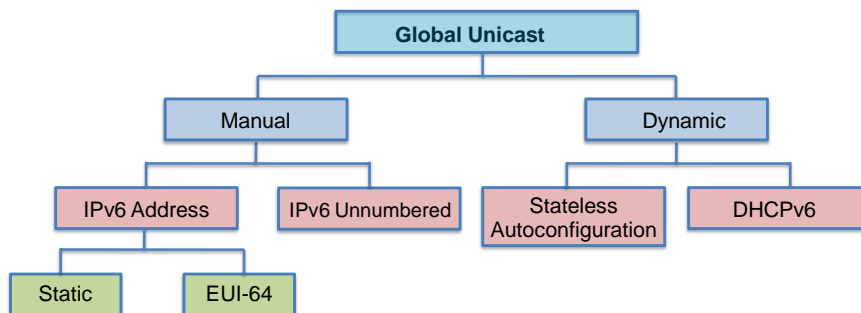 Global Unicast
Manual
Dynamic
IPv6 Address
IPv6 Unnumbered
Stateless
Autoconfiguration
DHCPv6
Static
EUI-64